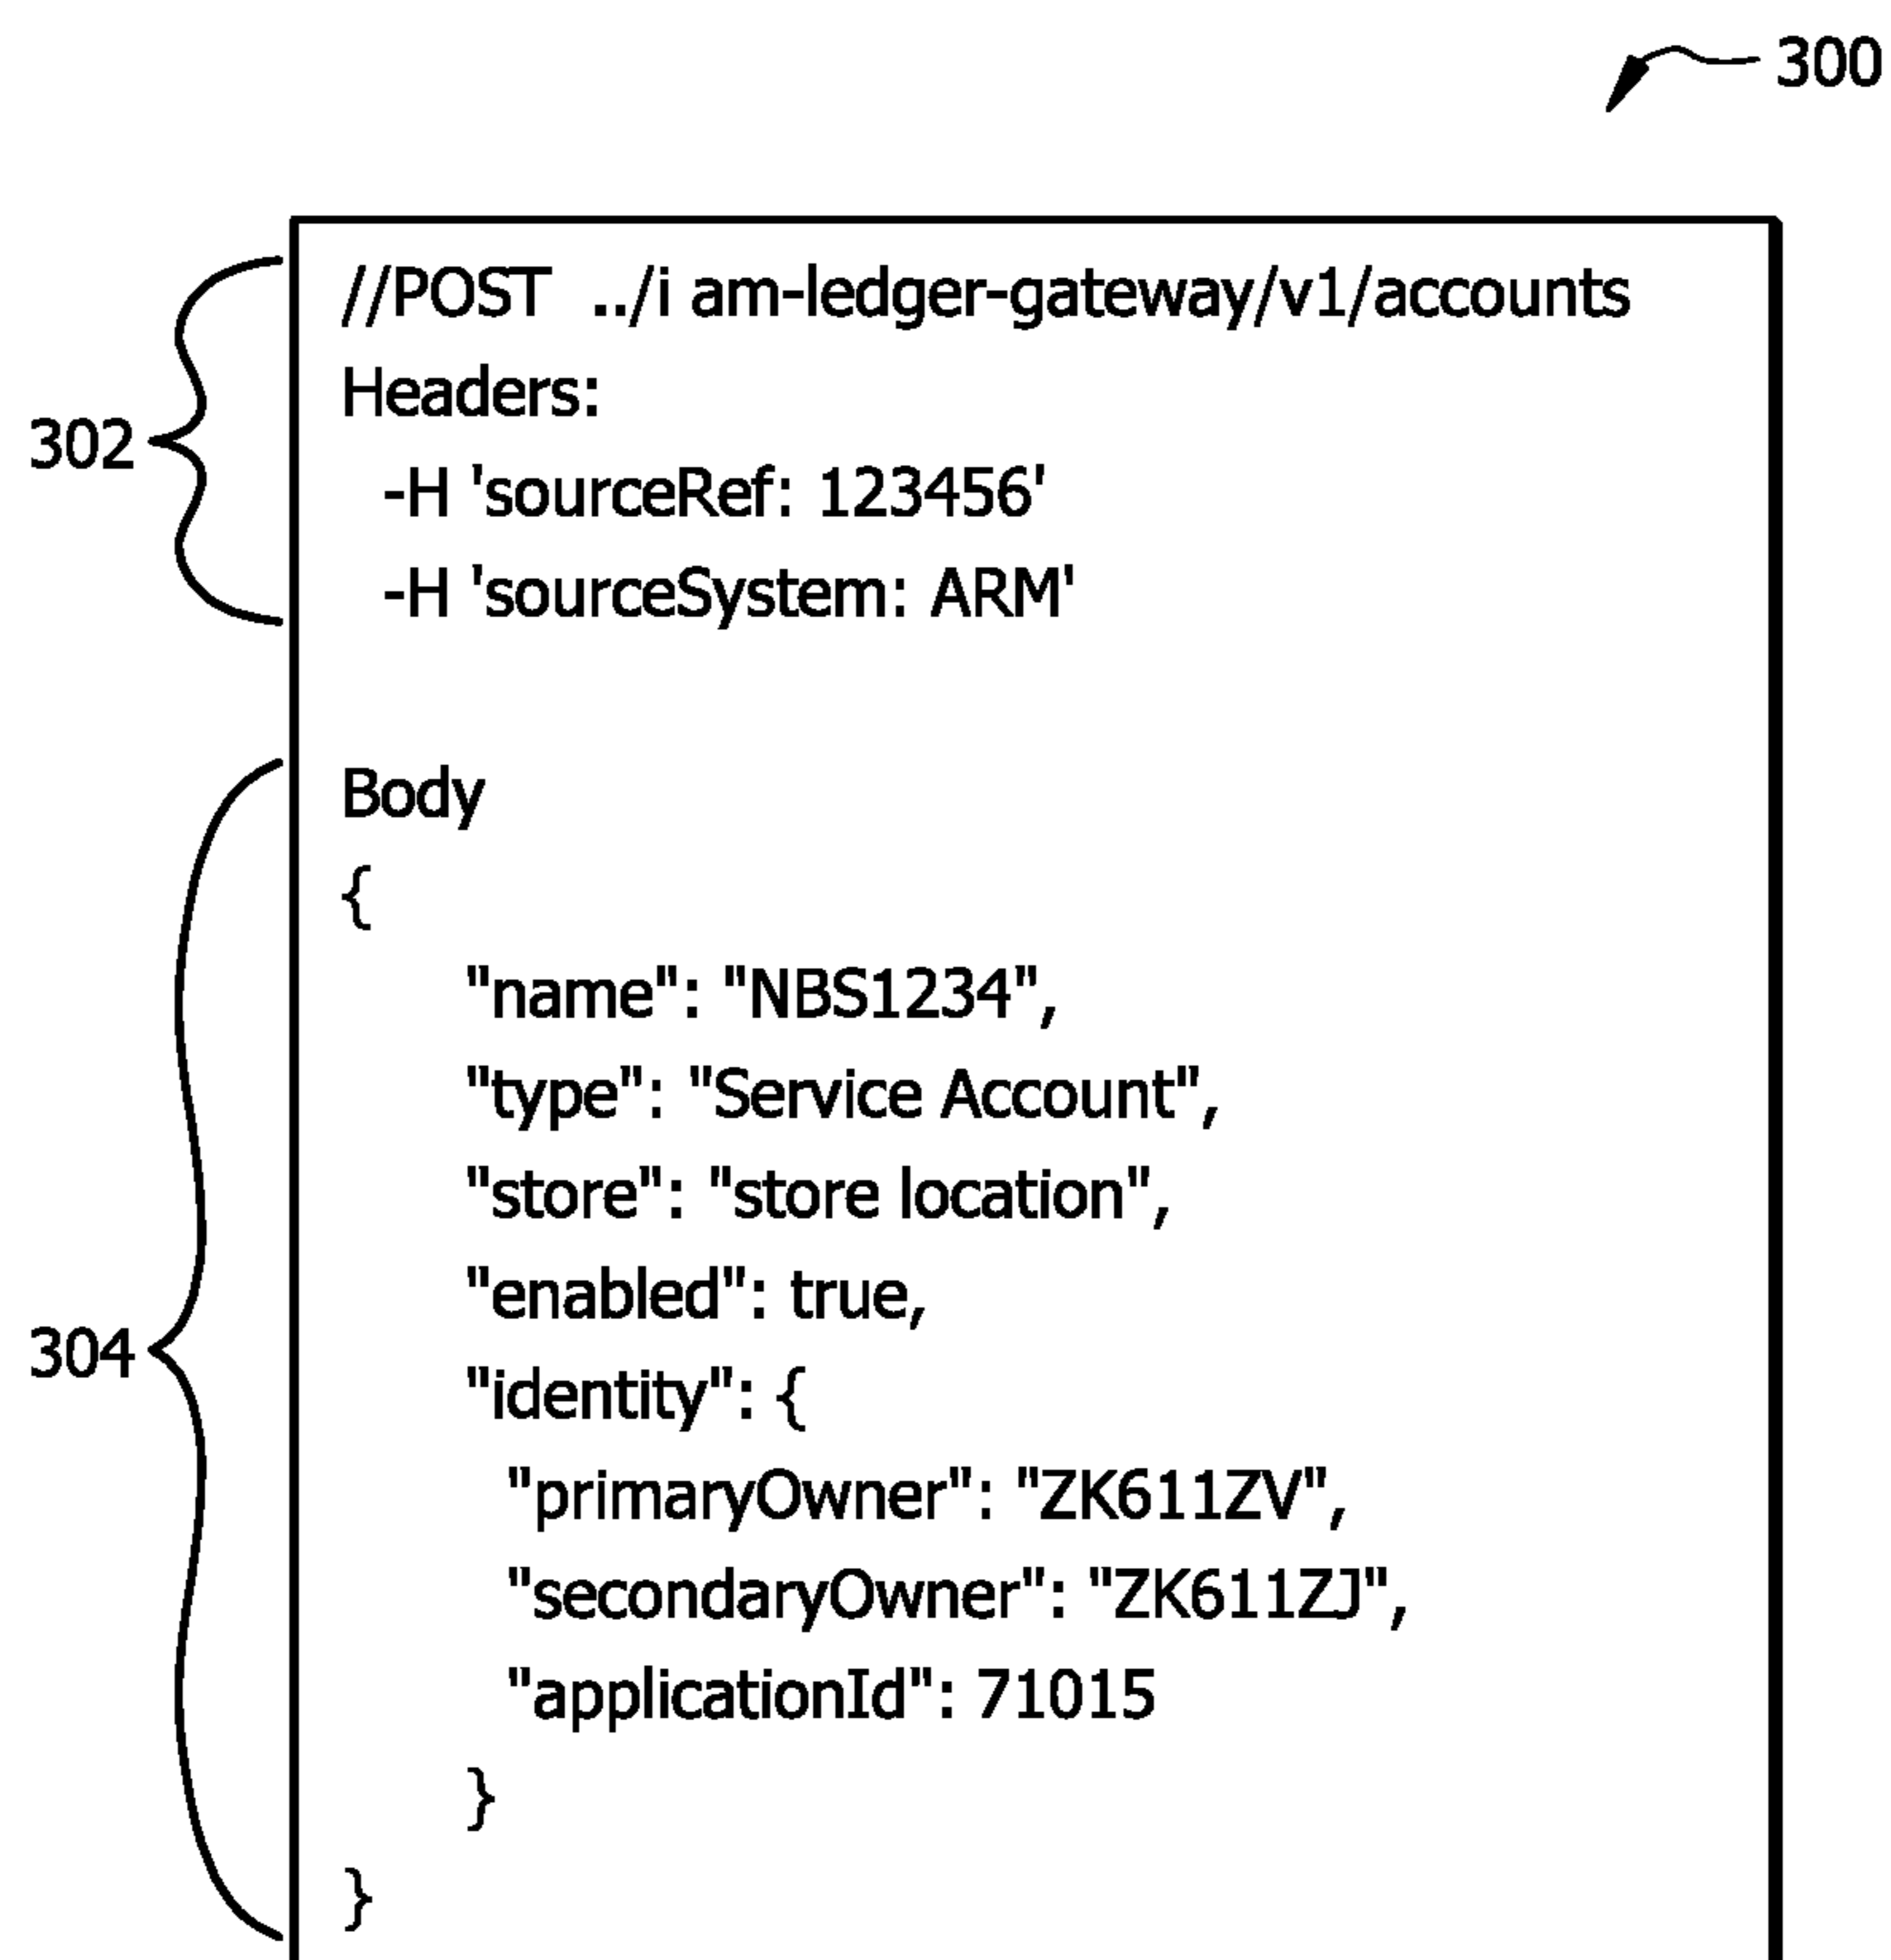 300
//POST ../i am-ledger-gateway/v1/accounts
Headers:
-H 'sourceRef: 123456'
302
-H 'sourceSystem: ARM'
Body
{
"name": "NBS1234",
"type": "Service Account",
"store": "store location",
"enabled": true,
304
"identity": {
"primaryOwner": "ZK611ZV",
"secondaryOwner": "ZK611ZJ",
"applicationId": 71015
}
}